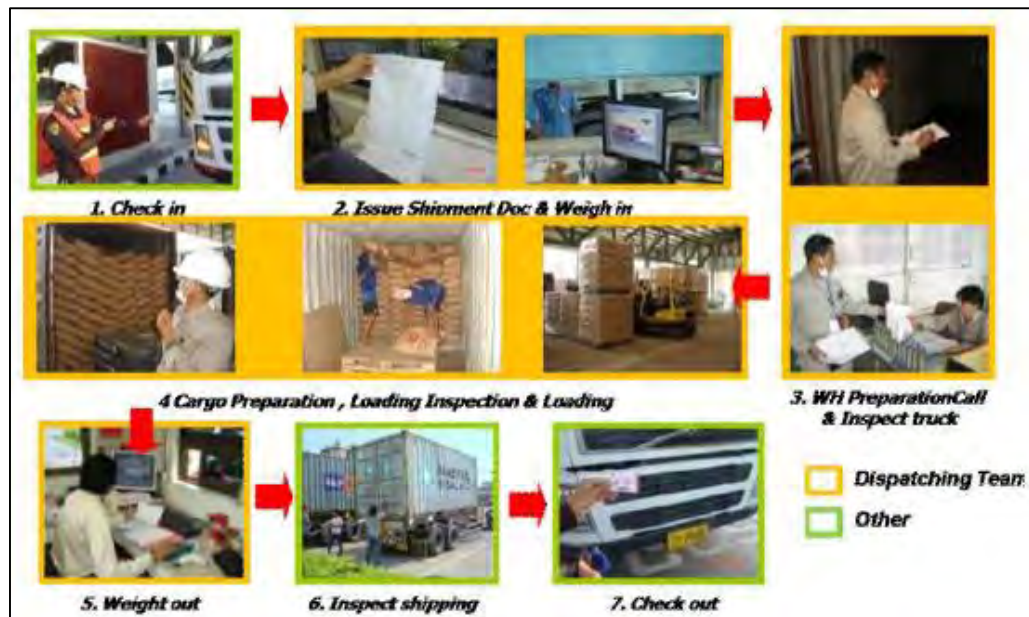 1. Check in
2. Issue Shipment Doc & Weigh in
3. WH PreparationCall
& Inspect truck
4 Cargo Preparation , Loading Inspection & Loading
Dispatching Team
Other
5. Weight out
6. Inspect shipping
7. Check out